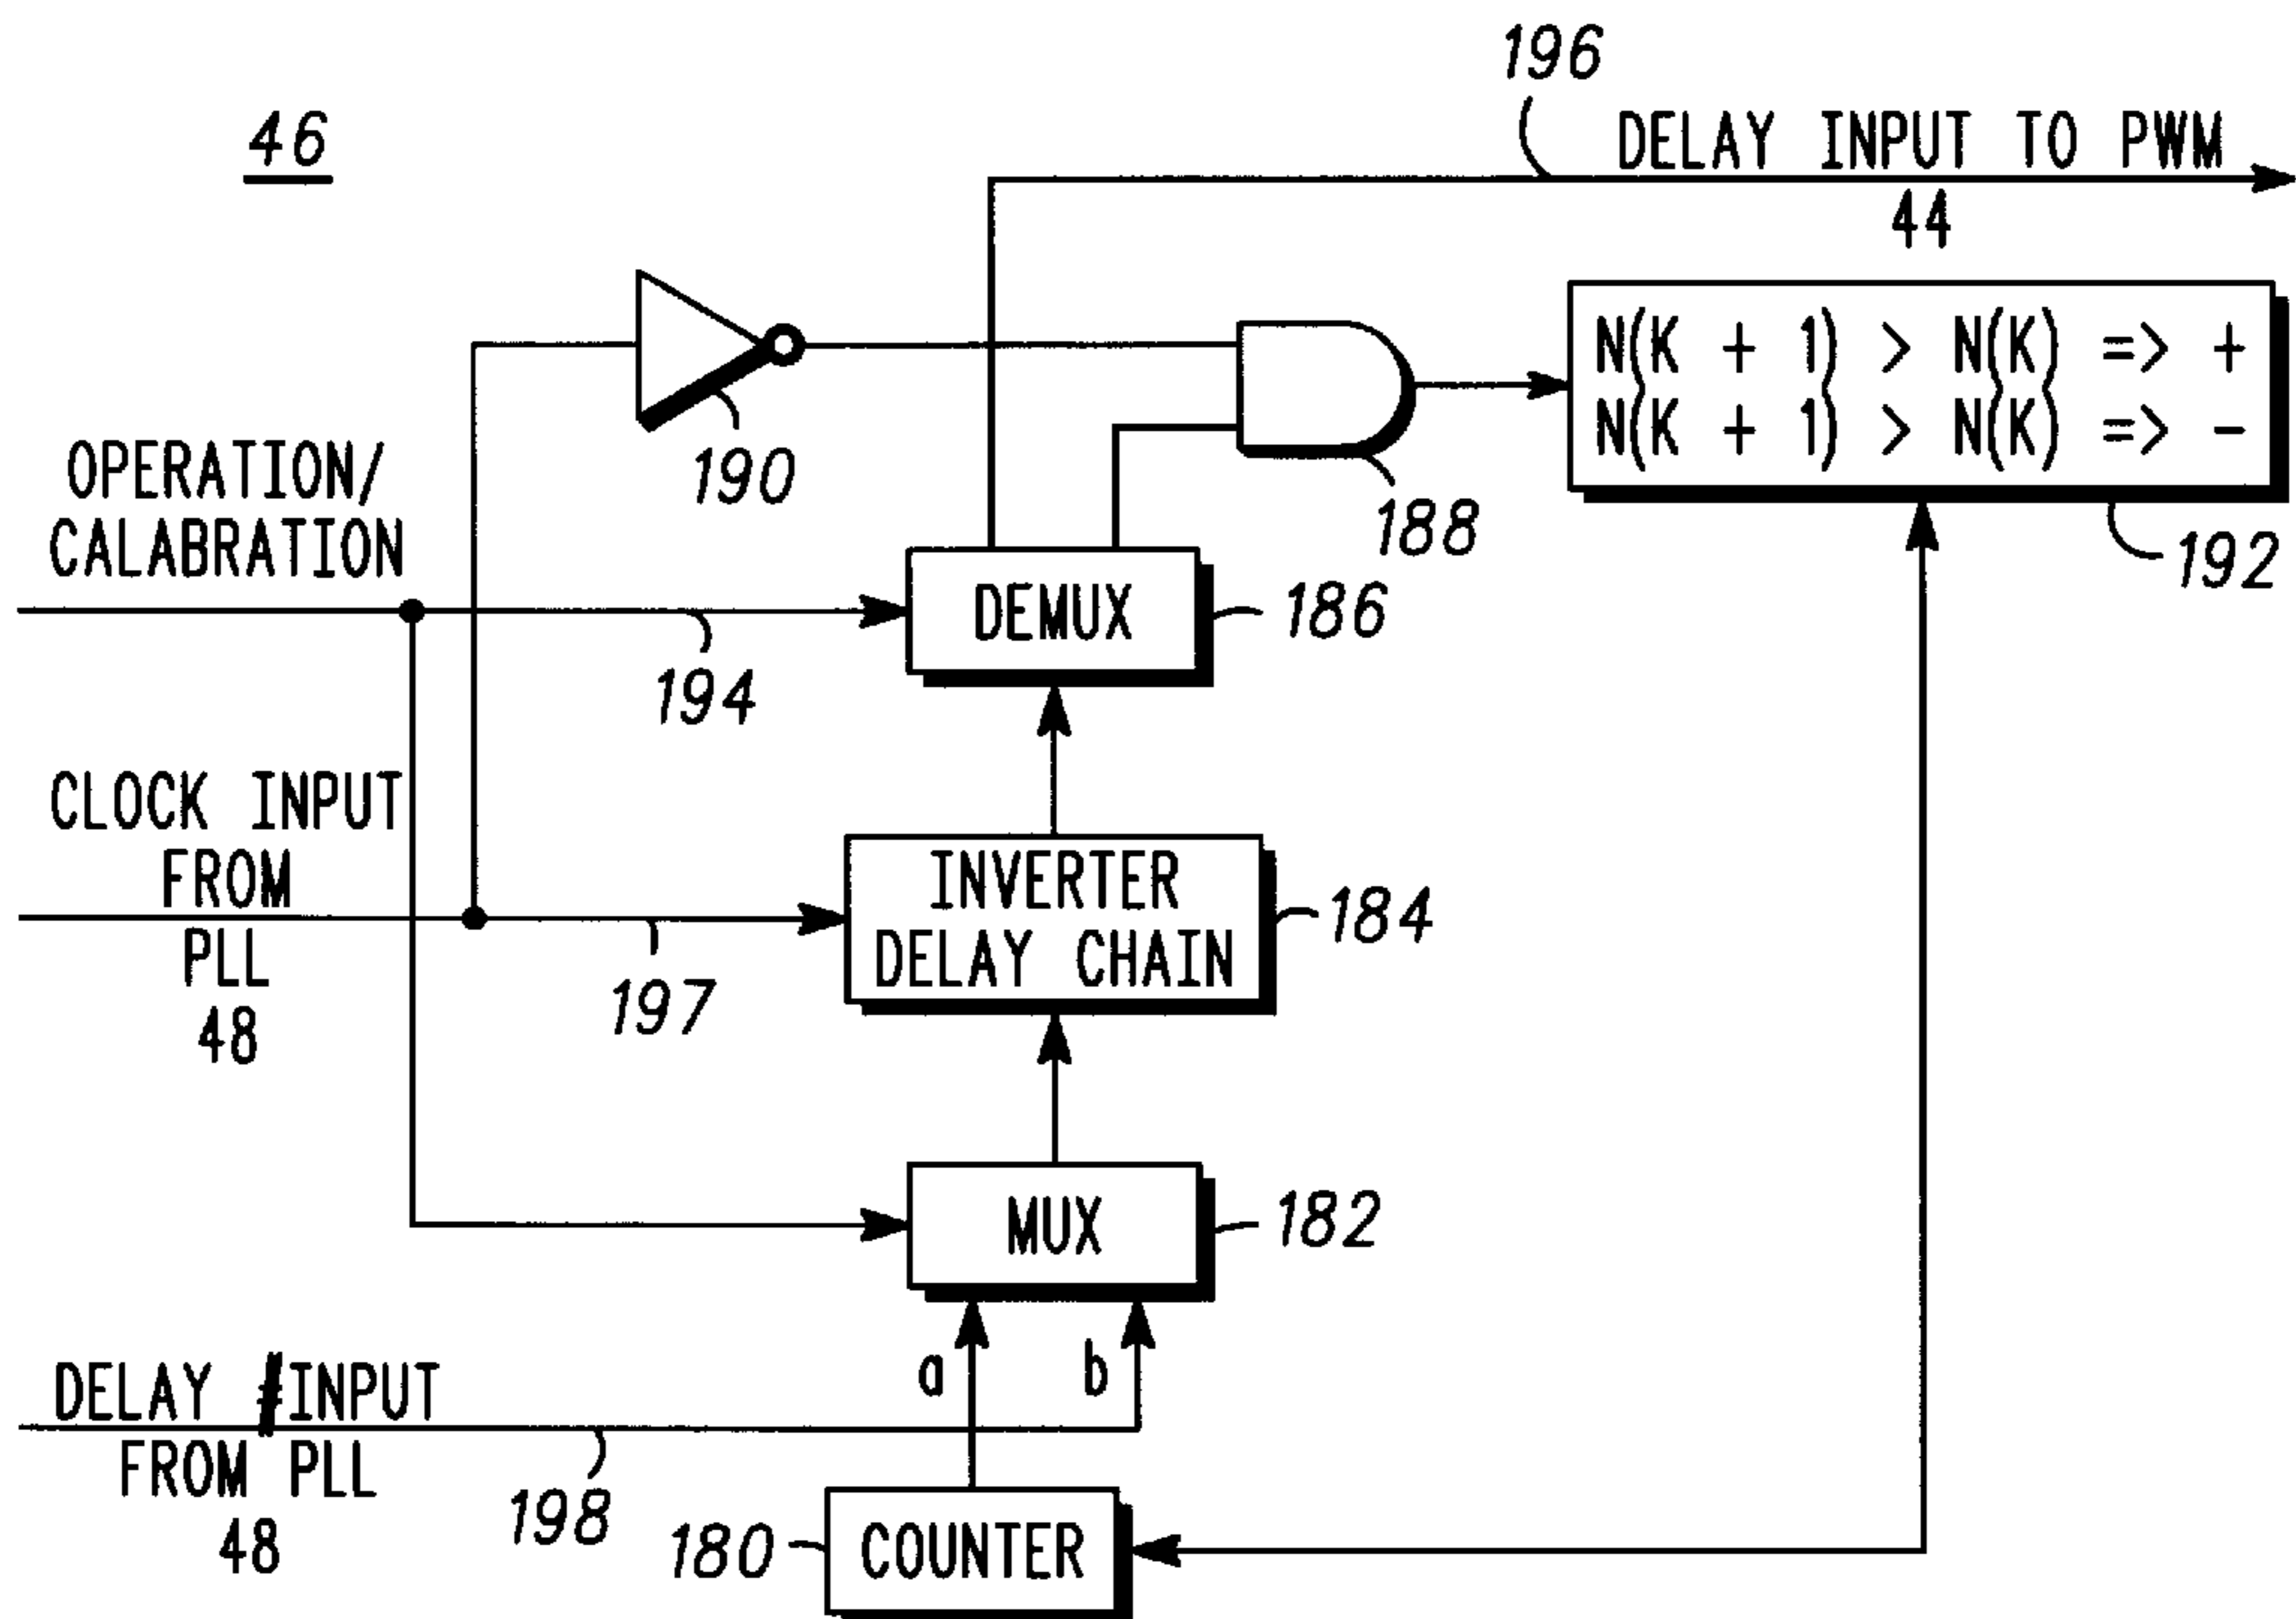 196
46
DELAY INPUT TO PWM
44
N(K + 1) > N(K) => +
N(K + 1) > N(K) => -
190
188
192
OPERATION/
CALABRATION
DEMUX
186
194
CLOCK INPUT
FROM
PLL
48
INVERTER
DELAY CHAIN
184
197
MUX
182
a
b
DELAY #INPUT
FROM PLL
48
198
180
COUNTER